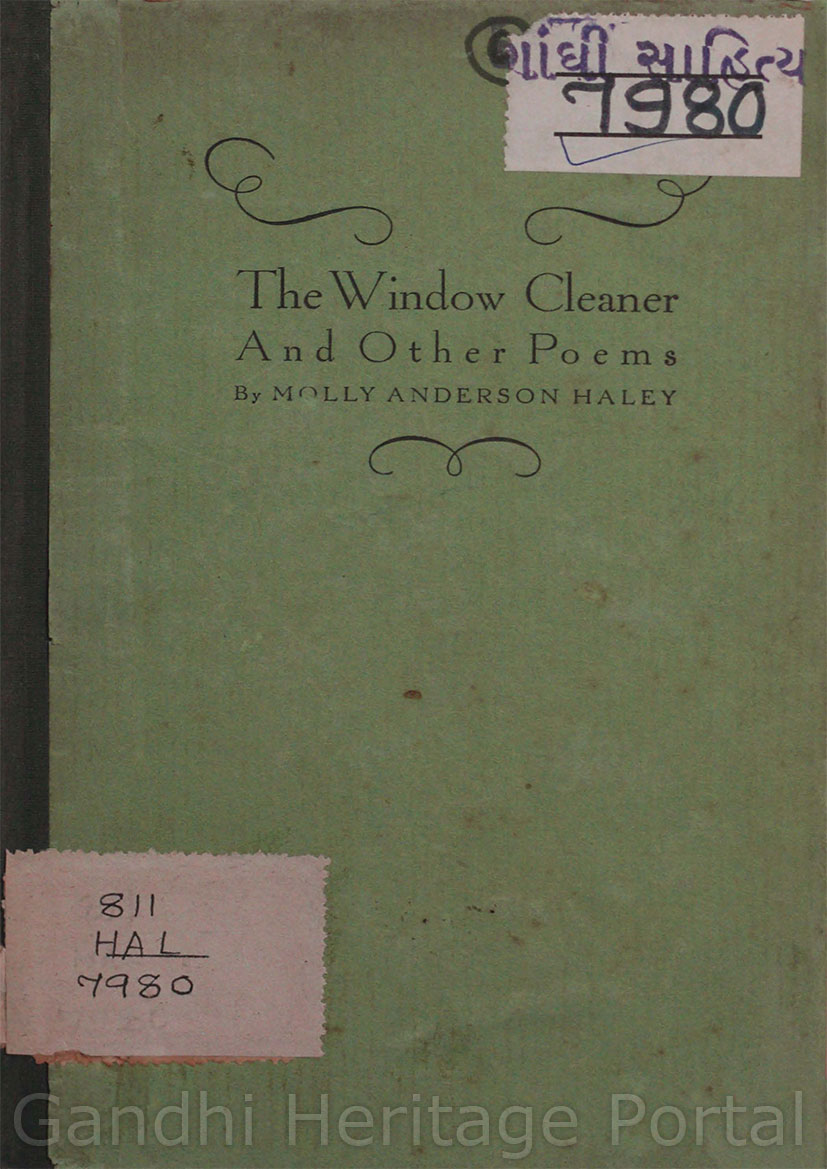 ગાંધી સાહિત્ય
7980
The Window Cleaner
And Other Poems
By MOLLY ANDERSON HALEY
811
HAL
7980
Gandhi Heritage Portal